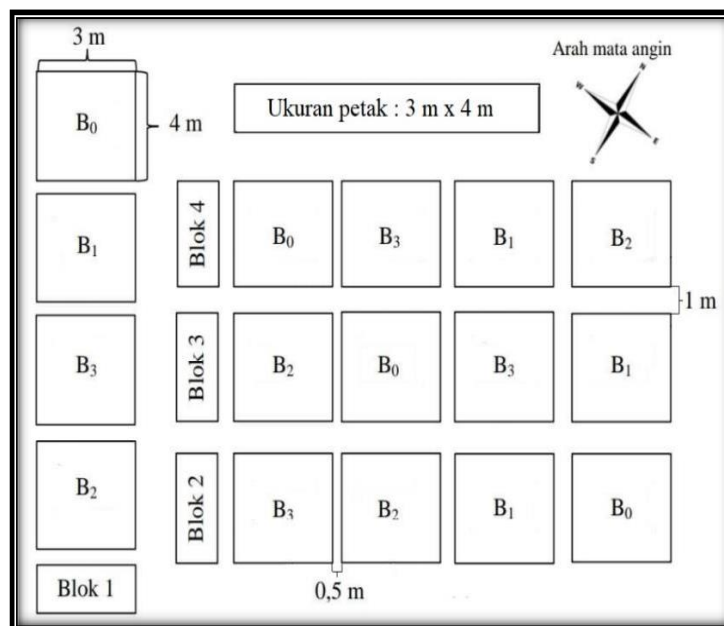 3 m
Arah mata angin
Ukuran petak : 3 m x 4 m
B₀
4 m
N
W
E
S
B₁
B₃
B₂
Blok 1
Blok 4
B₀
B₃
B₁
B₂
1 m
Blok 3
B₂
B₀
B₃
B₁
Blok 2
B₃
B₂
B₁
B₀
0,5 m